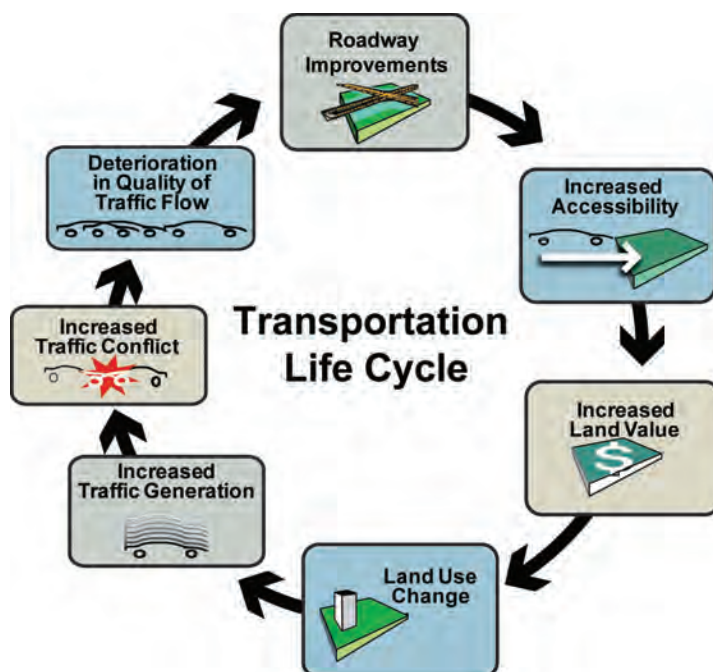 Roadway
Improvements
Increased
Accessibility
Increased
Land Value
$
Land Use
Change
Increased
Traffic Generation
Increased
Traffic Conflict
Deterioration
in Quality of
Traffic Flow
Transportation
Life Cycle